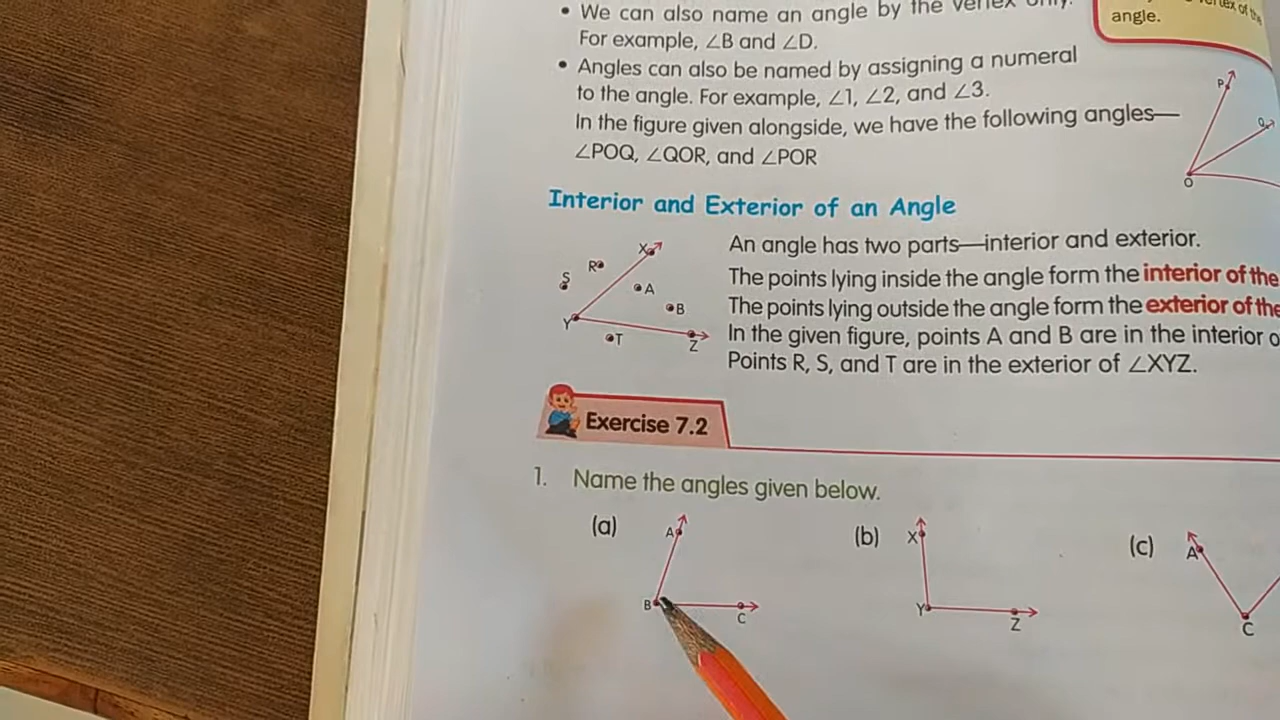 • We can also name an angle by the vertex only.
For example, ∠B and ∠D.
angle.
• Angles can also be named by assigning a numeral
to the angle. For example, ∠1, ∠2, and ∠3.
In the figure given alongside, we have the following angles—
∠POQ, ∠QOR, and ∠POR
P
Q
O
Interior and Exterior of an Angle
X
R
S
A
B
Y
T
Z
An angle has two parts—interior and exterior.
The points lying inside the angle form the interior of the
The points lying outside the angle form the exterior of the
In the given figure, points A and B are in the interior o
Points R, S, and T are in the exterior of ∠XYZ.
Exercise 7.2
1. Name the angles given below.
(a)
A
B
C
(b)
X
Y
Z
(c)
A
C